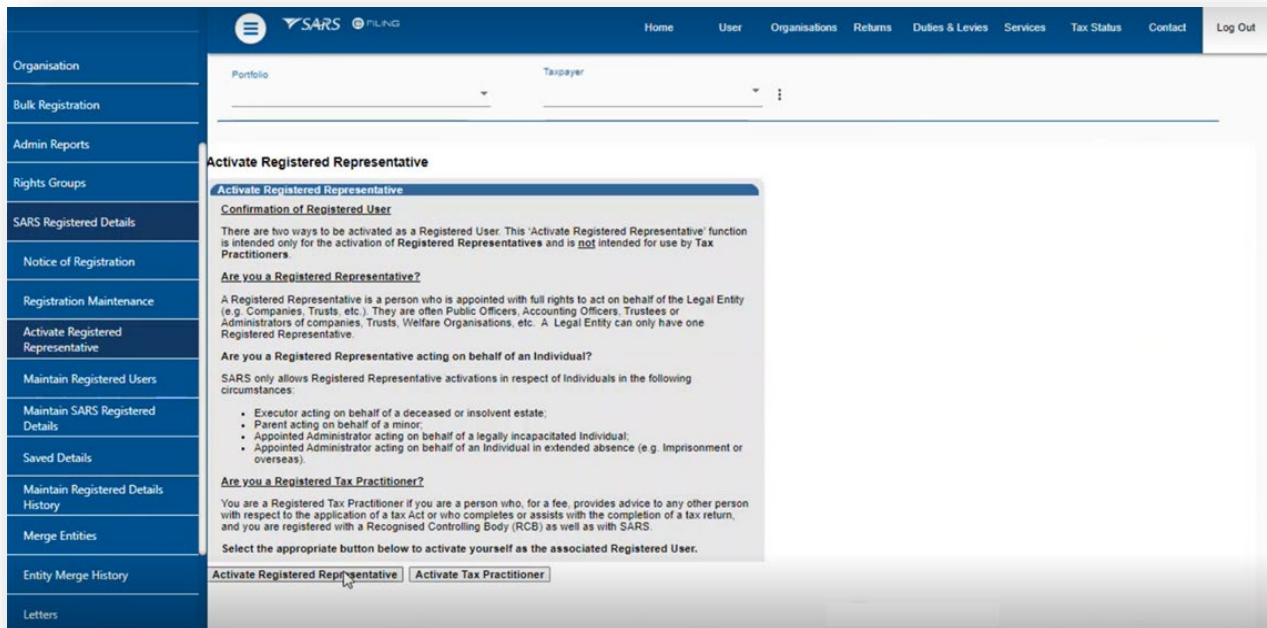 SARS eFILING
Home User Organisations Returns Duties & Levies Services Tax Status Contact Log Out
Organisation
Bulk Registration
Admin Reports
Rights Groups
SARS Registered Details
Notice of Registration
Registration Maintenance
Activate Registered
Representative
Maintain Registered Users
Maintain SARS Registered
Details
Saved Details
Maintain Registered Details
History
Merge Entities
Entity Merge History
Letters
Portfolio Taxpayer
Activate Registered Representative
Activate Registered Representative
Confirmation of Registered User
There are two ways to be activated as a Registered User. This 'Activate Registered Representative' function
is intended only for the activation of Registered Representatives and is not intended for use by Tax
Practitioners.
Are you a Registered Representative?
A Registered Representative is a person who is appointed with full rights to act on behalf of the Legal Entity
(e.g. Companies, Trusts, etc.). They are often Public Officers, Accounting Officers, Trustees or
Administrators of companies, Trusts, Welfare Organisations, etc. A Legal Entity can only have one
Registered Representative.
Are you a Registered Representative acting on behalf of an Individual?
SARS only allows Registered Representative activations in respect of Individuals in the following
circumstances:
• Executor acting on behalf of a deceased or insolvent estate;
• Parent acting on behalf of a minor;
• Appointed Administrator acting on behalf of a legally incapacitated Individual;
• Appointed Administrator acting on behalf of an Individual in extended absence (e.g. Imprisonment or
overseas).
Are you a Registered Tax Practitioner?
You are a Registered Tax Practitioner if you are a person who, for a fee, provides advice to any other person
with respect to the application of a tax Act or who completes or assists with the completion of a tax return,
and you are registered with a Recognised Controlling Body (RCB) as well as with SARS.
Select the appropriate button below to activate yourself as the associated Registered User.
Activate Registered Representative Activate Tax Practitioner